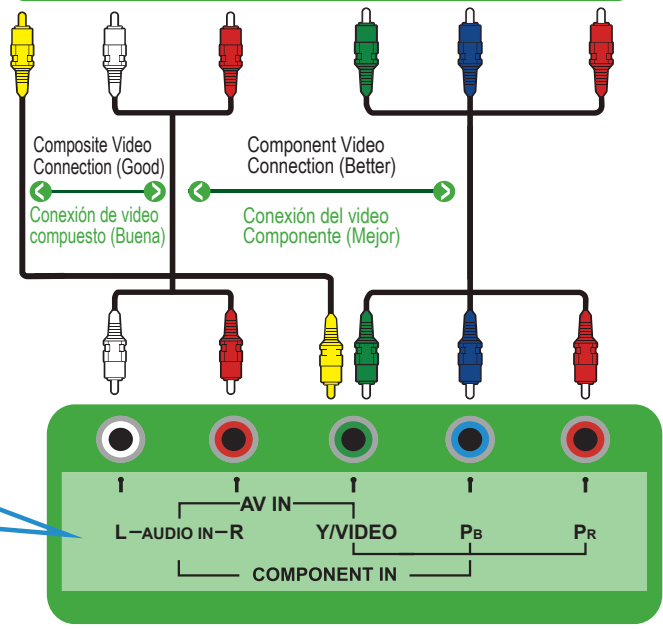 Composite Video
Connection (Good)
Component Video
Connection (Better)
Conexión de video
compuesto (Buena)
Conexión del video
Componente (Mejor)
AV IN
L AUDIO IN R
Y/VIDEO
PB
PR
COMPONENT IN